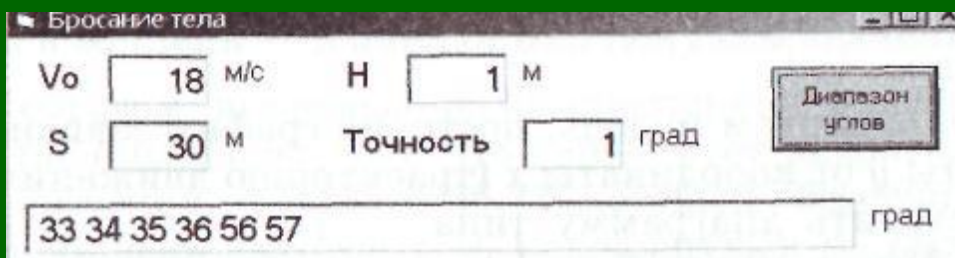 Бросание тела
Vo 18 м/с H 1 м
Диапазон
углов
S 30 м Точность 1 град
33 34 35 36 56 57 град